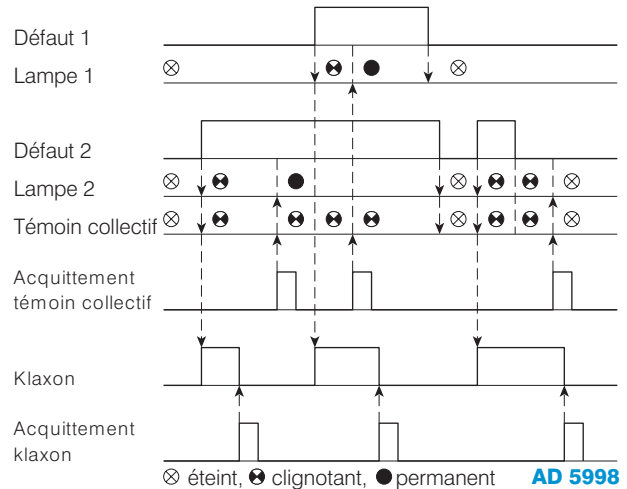 Défaut 1
Lampe 1
Défaut 2
Lampe 2
Témoin collectif
Acquittement
témoin collectif
Klaxon
Acquittement
klaxon
éteint, clignotant, permanent
AD 5998